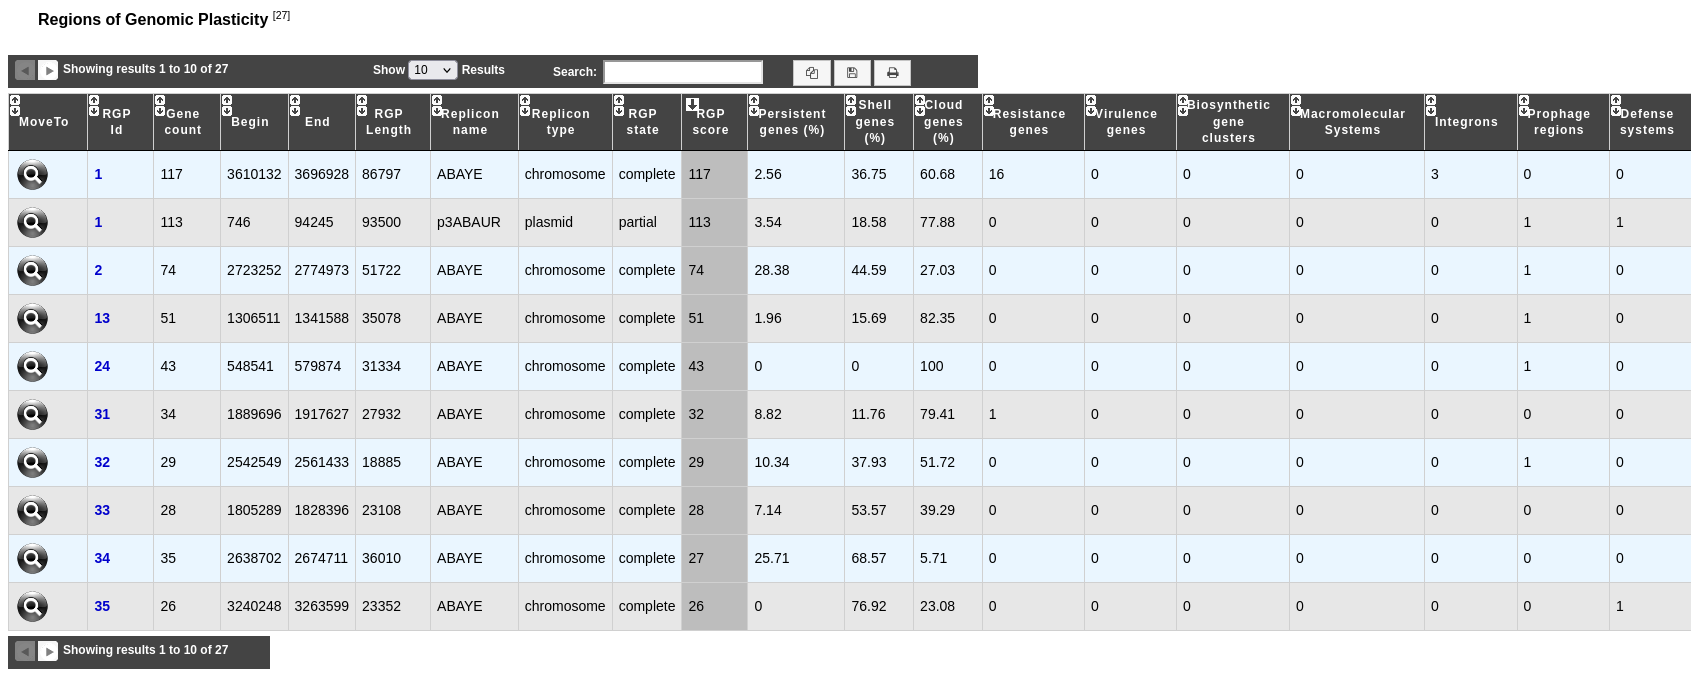 Regions of Genomic Plasticity [27]
Showing results 1 to 10 of 27 Show 10 Results Search:
MoveTo RGP Id Gene count Begin End RGP Length Replicon name Replicon type RGP state RGP score Persistent genes (%) Shell genes (%) Cloud genes (%) Resistance genes Virulence genes Biosynthetic gene clusters Macromolecular Systems Integrons Prophage regions Defense systems
1 117 3610132 3696928 86797 ABAYE chromosome complete 117 2.56 36.75 60.68 16 0 0 0 3 0 0
1 113 746 94245 93500 p3ABAUR plasmid partial 113 3.54 18.58 77.88 0 0 0 0 0 1 1
2 74 2723252 2774973 51722 ABAYE chromosome complete 74 28.38 44.59 27.03 0 0 0 0 0 1 0
13 51 1306511 1341588 35078 ABAYE chromosome complete 51 1.96 15.69 82.35 0 0 0 0 0 1 0
24 43 548541 579874 31334 ABAYE chromosome complete 43 0 0 100 0 0 0 0 0 1 0
31 34 1889696 1917627 27932 ABAYE chromosome complete 32 8.82 11.76 79.41 1 0 0 0 0 0 0
32 29 2542549 2561433 18885 ABAYE chromosome complete 29 10.34 37.93 51.72 0 0 0 0 0 1 0
33 28 1805289 1828396 23108 ABAYE chromosome complete 28 7.14 53.57 39.29 0 0 0 0 0 0 0
34 35 2638702 2674711 36010 ABAYE chromosome complete 27 25.71 68.57 5.71 0 0 0 0 0 0 0
35 26 3240248 3263599 23352 ABAYE chromosome complete 26 0 76.92 23.08 0 0 0 0 0 0 1
Showing results 1 to 10 of 27